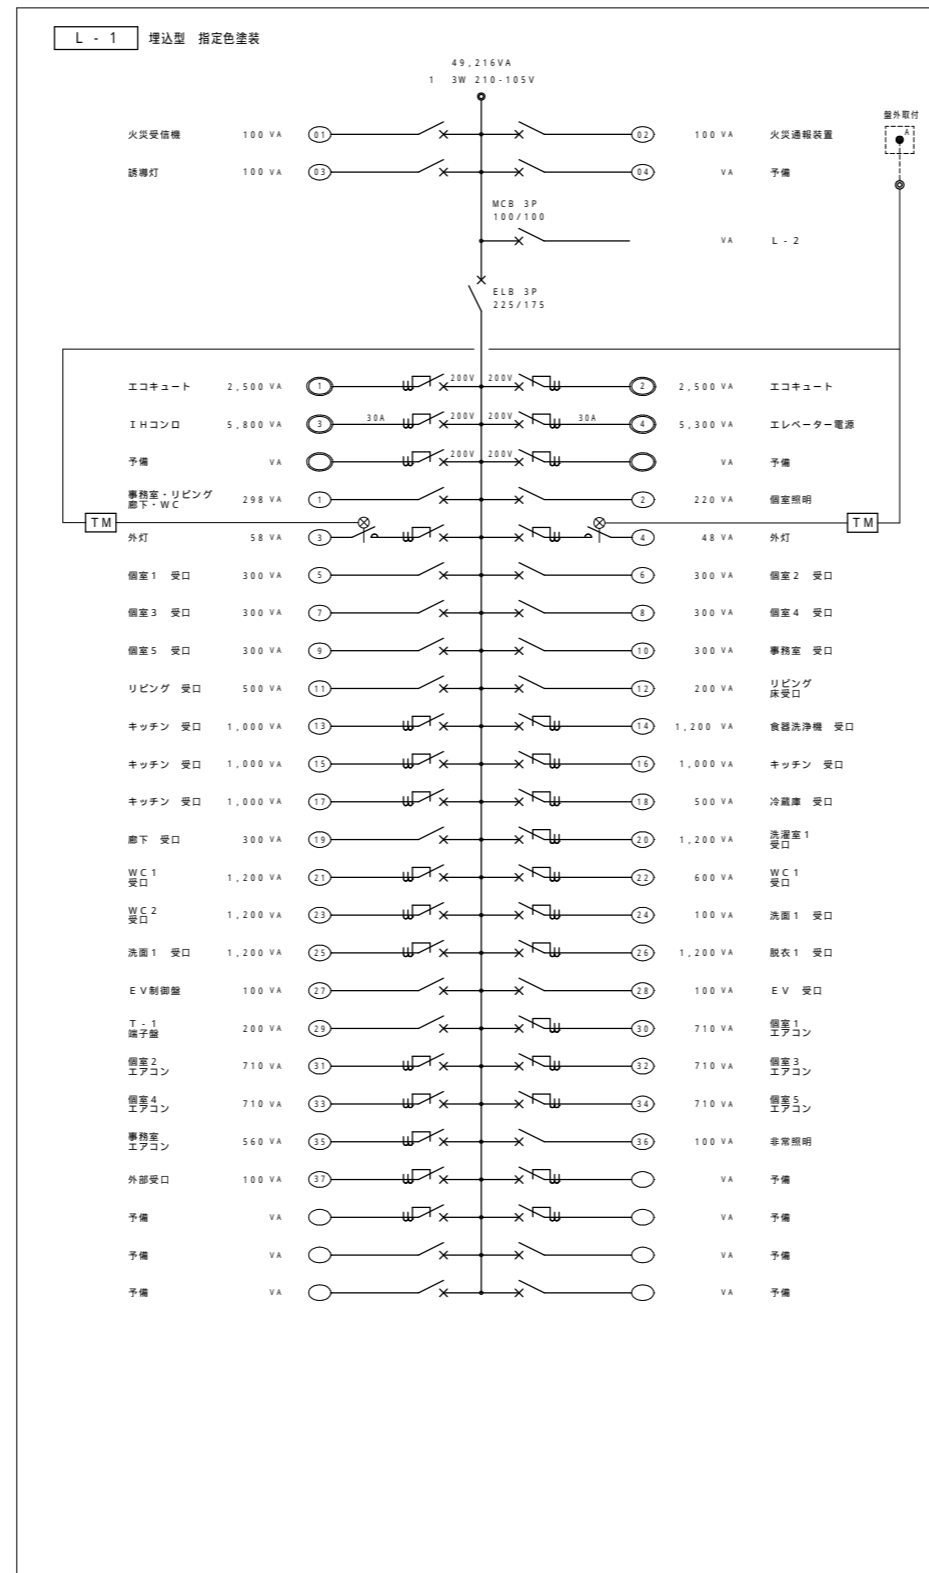 L - 1 埋込型 指定色塗装
49,216VA
1 3W 210-105V
盤外取付
A
火災受信機 100 VA 01 02 100 VA 火災通報装置
誘導灯 100 VA 03 04 VA 予備
MCB 3P
100/100
VA L - 2
ELB 3P
225/175
エコキュート 2,500 VA 1 200V 200V 2 2,500 VA エコキュート
IHコンロ 5,800 VA 3 30A 200V 200V 30A 4 5,300 VA エレベーター電源
予備 VA 200V 200V VA 予備
事務室・リビング
廊下・WC 298 VA 1 2 220 VA 個室照明
TM TM
外灯 58 VA 3 4 48 VA 外灯
個室1 受口 300 VA 5 6 300 VA 個室2 受口
個室3 受口 300 VA 7 8 300 VA 個室4 受口
個室5 受口 300 VA 9 10 300 VA 事務室 受口
リビング 受口 500 VA 11 12 200 VA リビング
床受口
キッチン 受口 1,000 VA 13 14 1,200 VA 食器洗浄機 受口
キッチン 受口 1,000 VA 15 16 1,000 VA キッチン 受口
キッチン 受口 1,000 VA 17 18 500 VA 冷蔵庫 受口
廊下 受口 300 VA 19 20 1,200 VA 洗濯室1
受口
WC1
受口 1,200 VA 21 22 600 VA WC1
受口
WC2
受口 1,200 VA 23 24 100 VA 洗面1 受口
洗面1 受口 1,200 VA 25 26 1,200 VA 脱衣1 受口
EV制御盤 100 VA 27 28 100 VA EV 受口
T - 1
端子盤 200 VA 29 30 710 VA 個室1
エアコン
個室2
エアコン 710 VA 31 32 710 VA 個室3
エアコン
個室4
エアコン 710 VA 33 34 710 VA 個室5
エアコン
事務室
エアコン 560 VA 35 36 100 VA 非常照明
外部受口 100 VA 37 VA 予備
予備 VA VA 予備
予備 VA VA 予備
予備 VA VA 予備